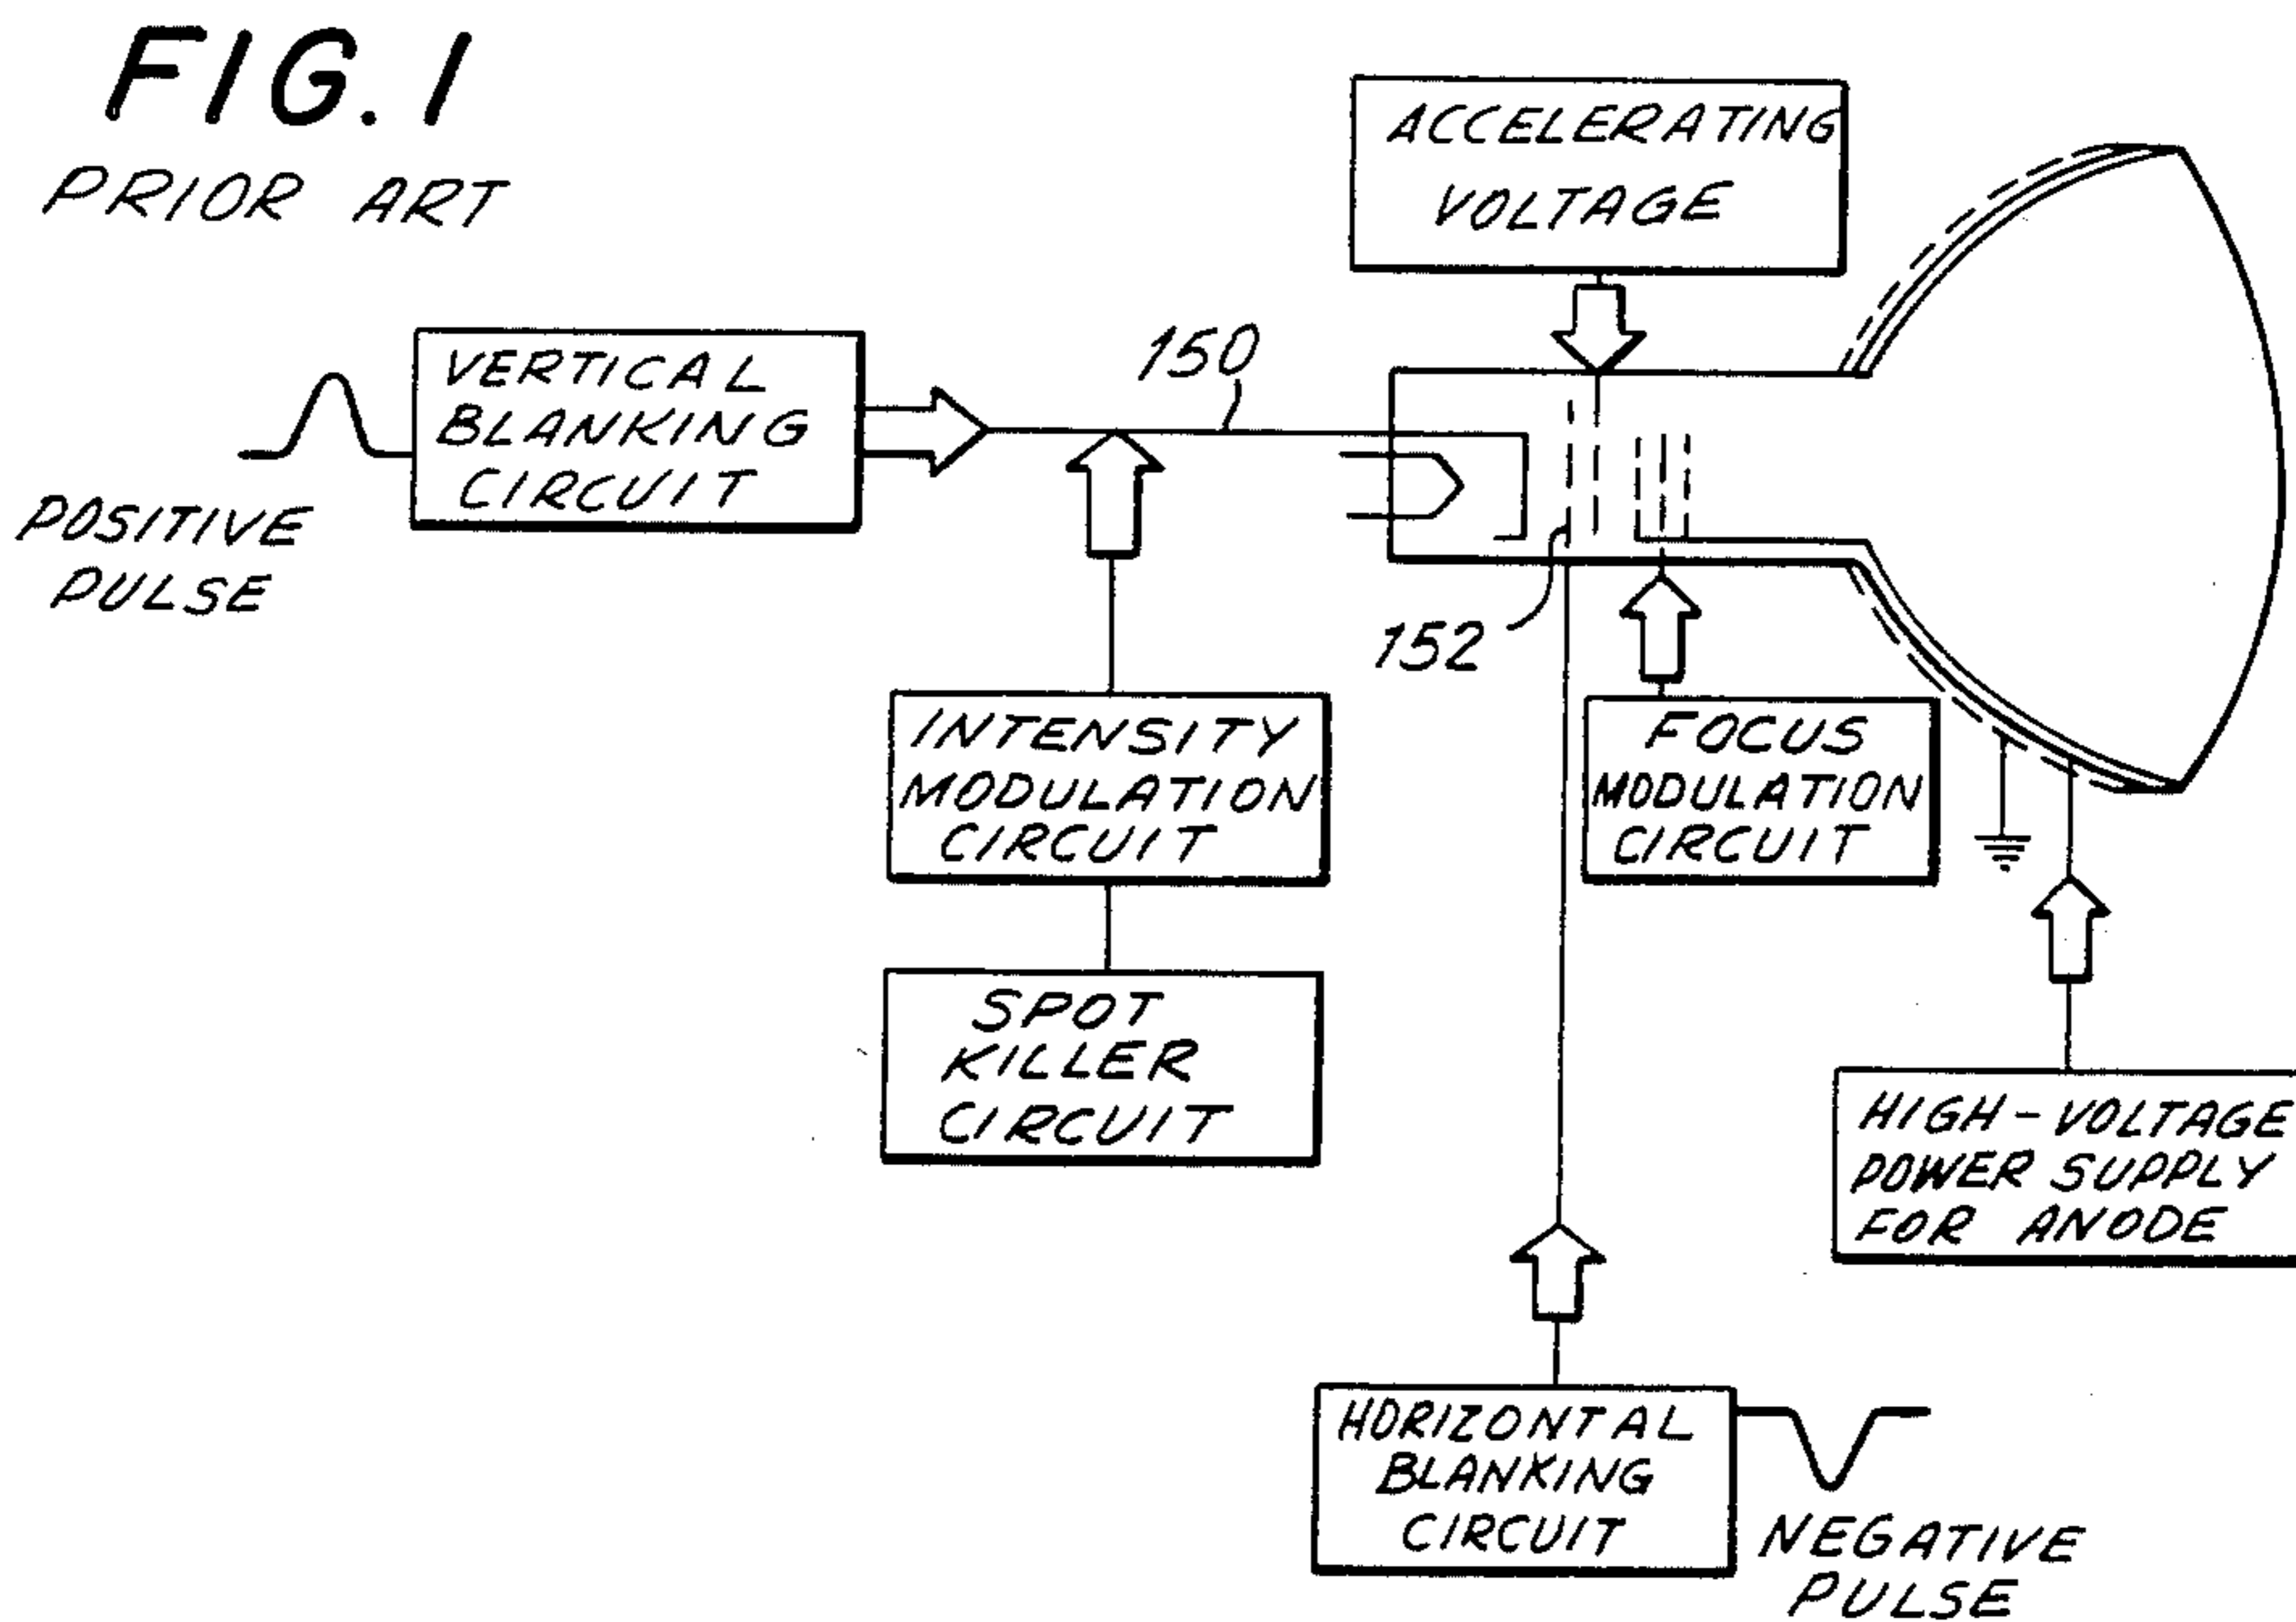 FIG. 1
PRIOR ART
ACCELERATING
VOLTAGE
VERTICAL
BLANKING
CIRCUIT
150
POSITIVE
PULSE
152
INTENSITY
MODULATION
CIRCUIT
FOCUS
MODULATION
CIRCUIT
SPOT
KILLER
CIRCUIT
HIGH-VOLTAGE
POWER SUPPLY
FOR ANODE
HORIZONTAL
BLANKING
CIRCUIT
NEGATIVE
PULSE